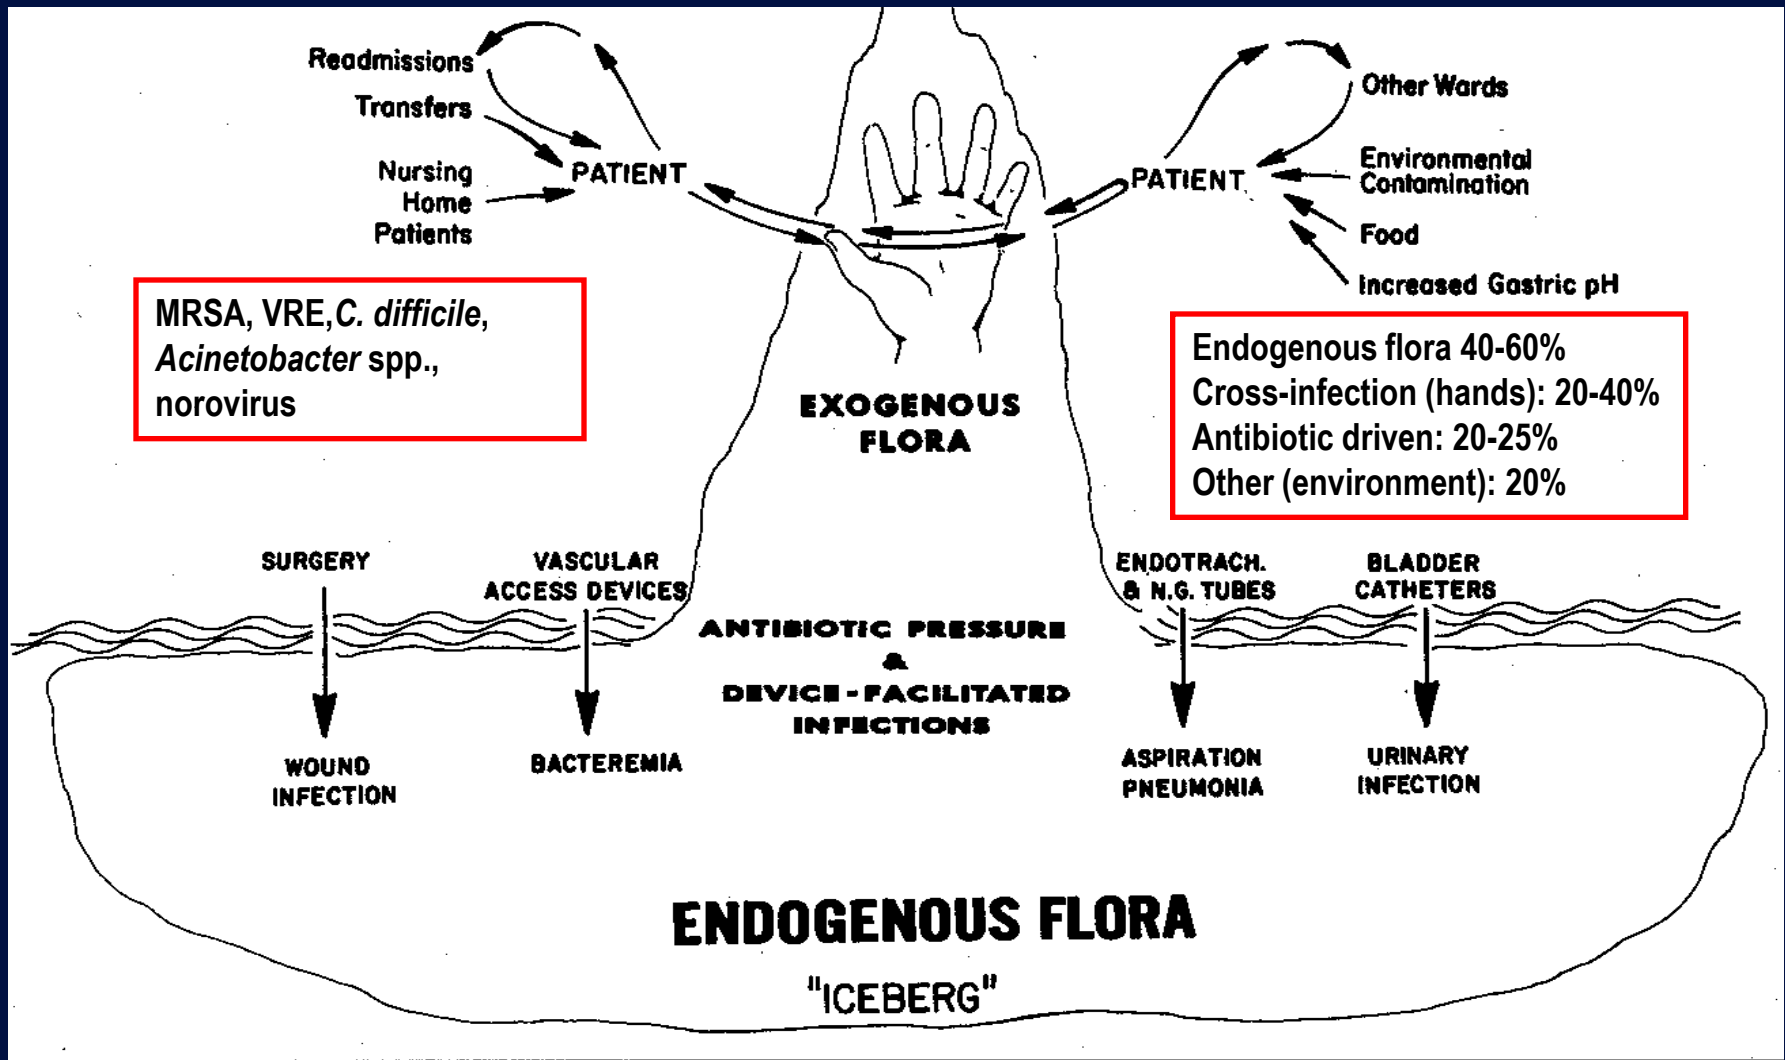 Readmissions
Transfers
Nursing
Home
Patients
PATIENT
PATIENT
Other Wards
Environmental
Contamination
Food
Increased Gastric pH
MRSA, VRE,C. difficile,
Acinetobacter spp.,
norovirus
Endogenous flora 40-60%
Cross-infection (hands): 20-40%
Antibiotic driven: 20-25%
Other (environment): 20%
EXOGENOUS
FLORA
SURGERY
VASCULAR
ACCESS DEVICES
ENDOTRACH.
& N.G. TUBES
BLADDER
CATHETERS
ANTIBIOTIC PRESSURE
&
DEVICE-FACILITATED
INFECTIONS
WOUND
INFECTION
BACTEREMIA
ASPIRATION
PNEUMONIA
URINARY
INFECTION
ENDOGENOUS FLORA
"ICEBERG"